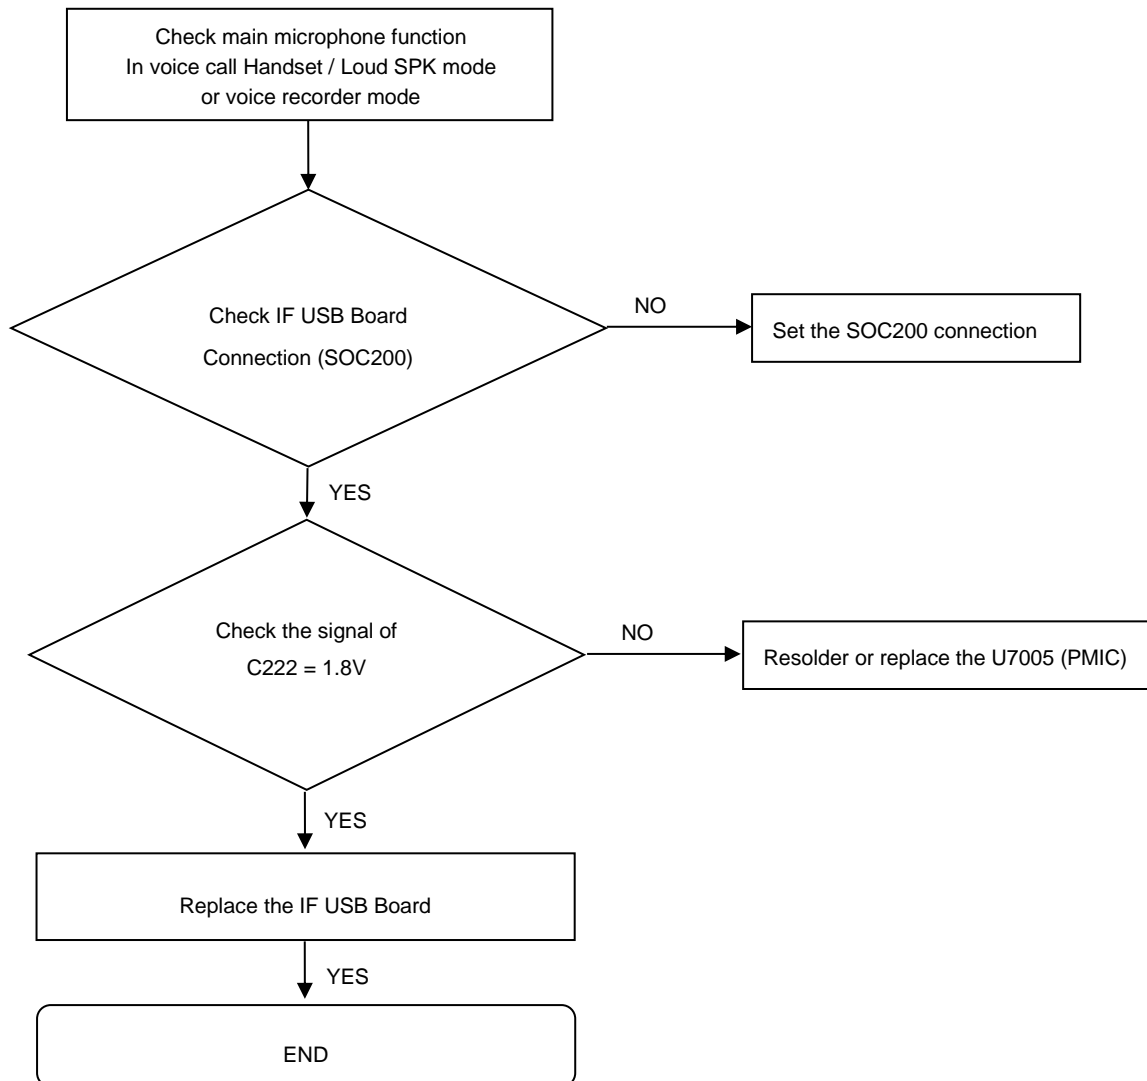 Check main microphone function
In voice call Handset / Loud SPK mode
or voice recorder mode
Check IF USB Board
Connection (SOC200)
NO
Set the SOC200 connection
YES
Check the signal of
C222 = 1.8V
NO
Resolder or replace the U7005 (PMIC)
YES
Replace the IF USB Board
YES
END